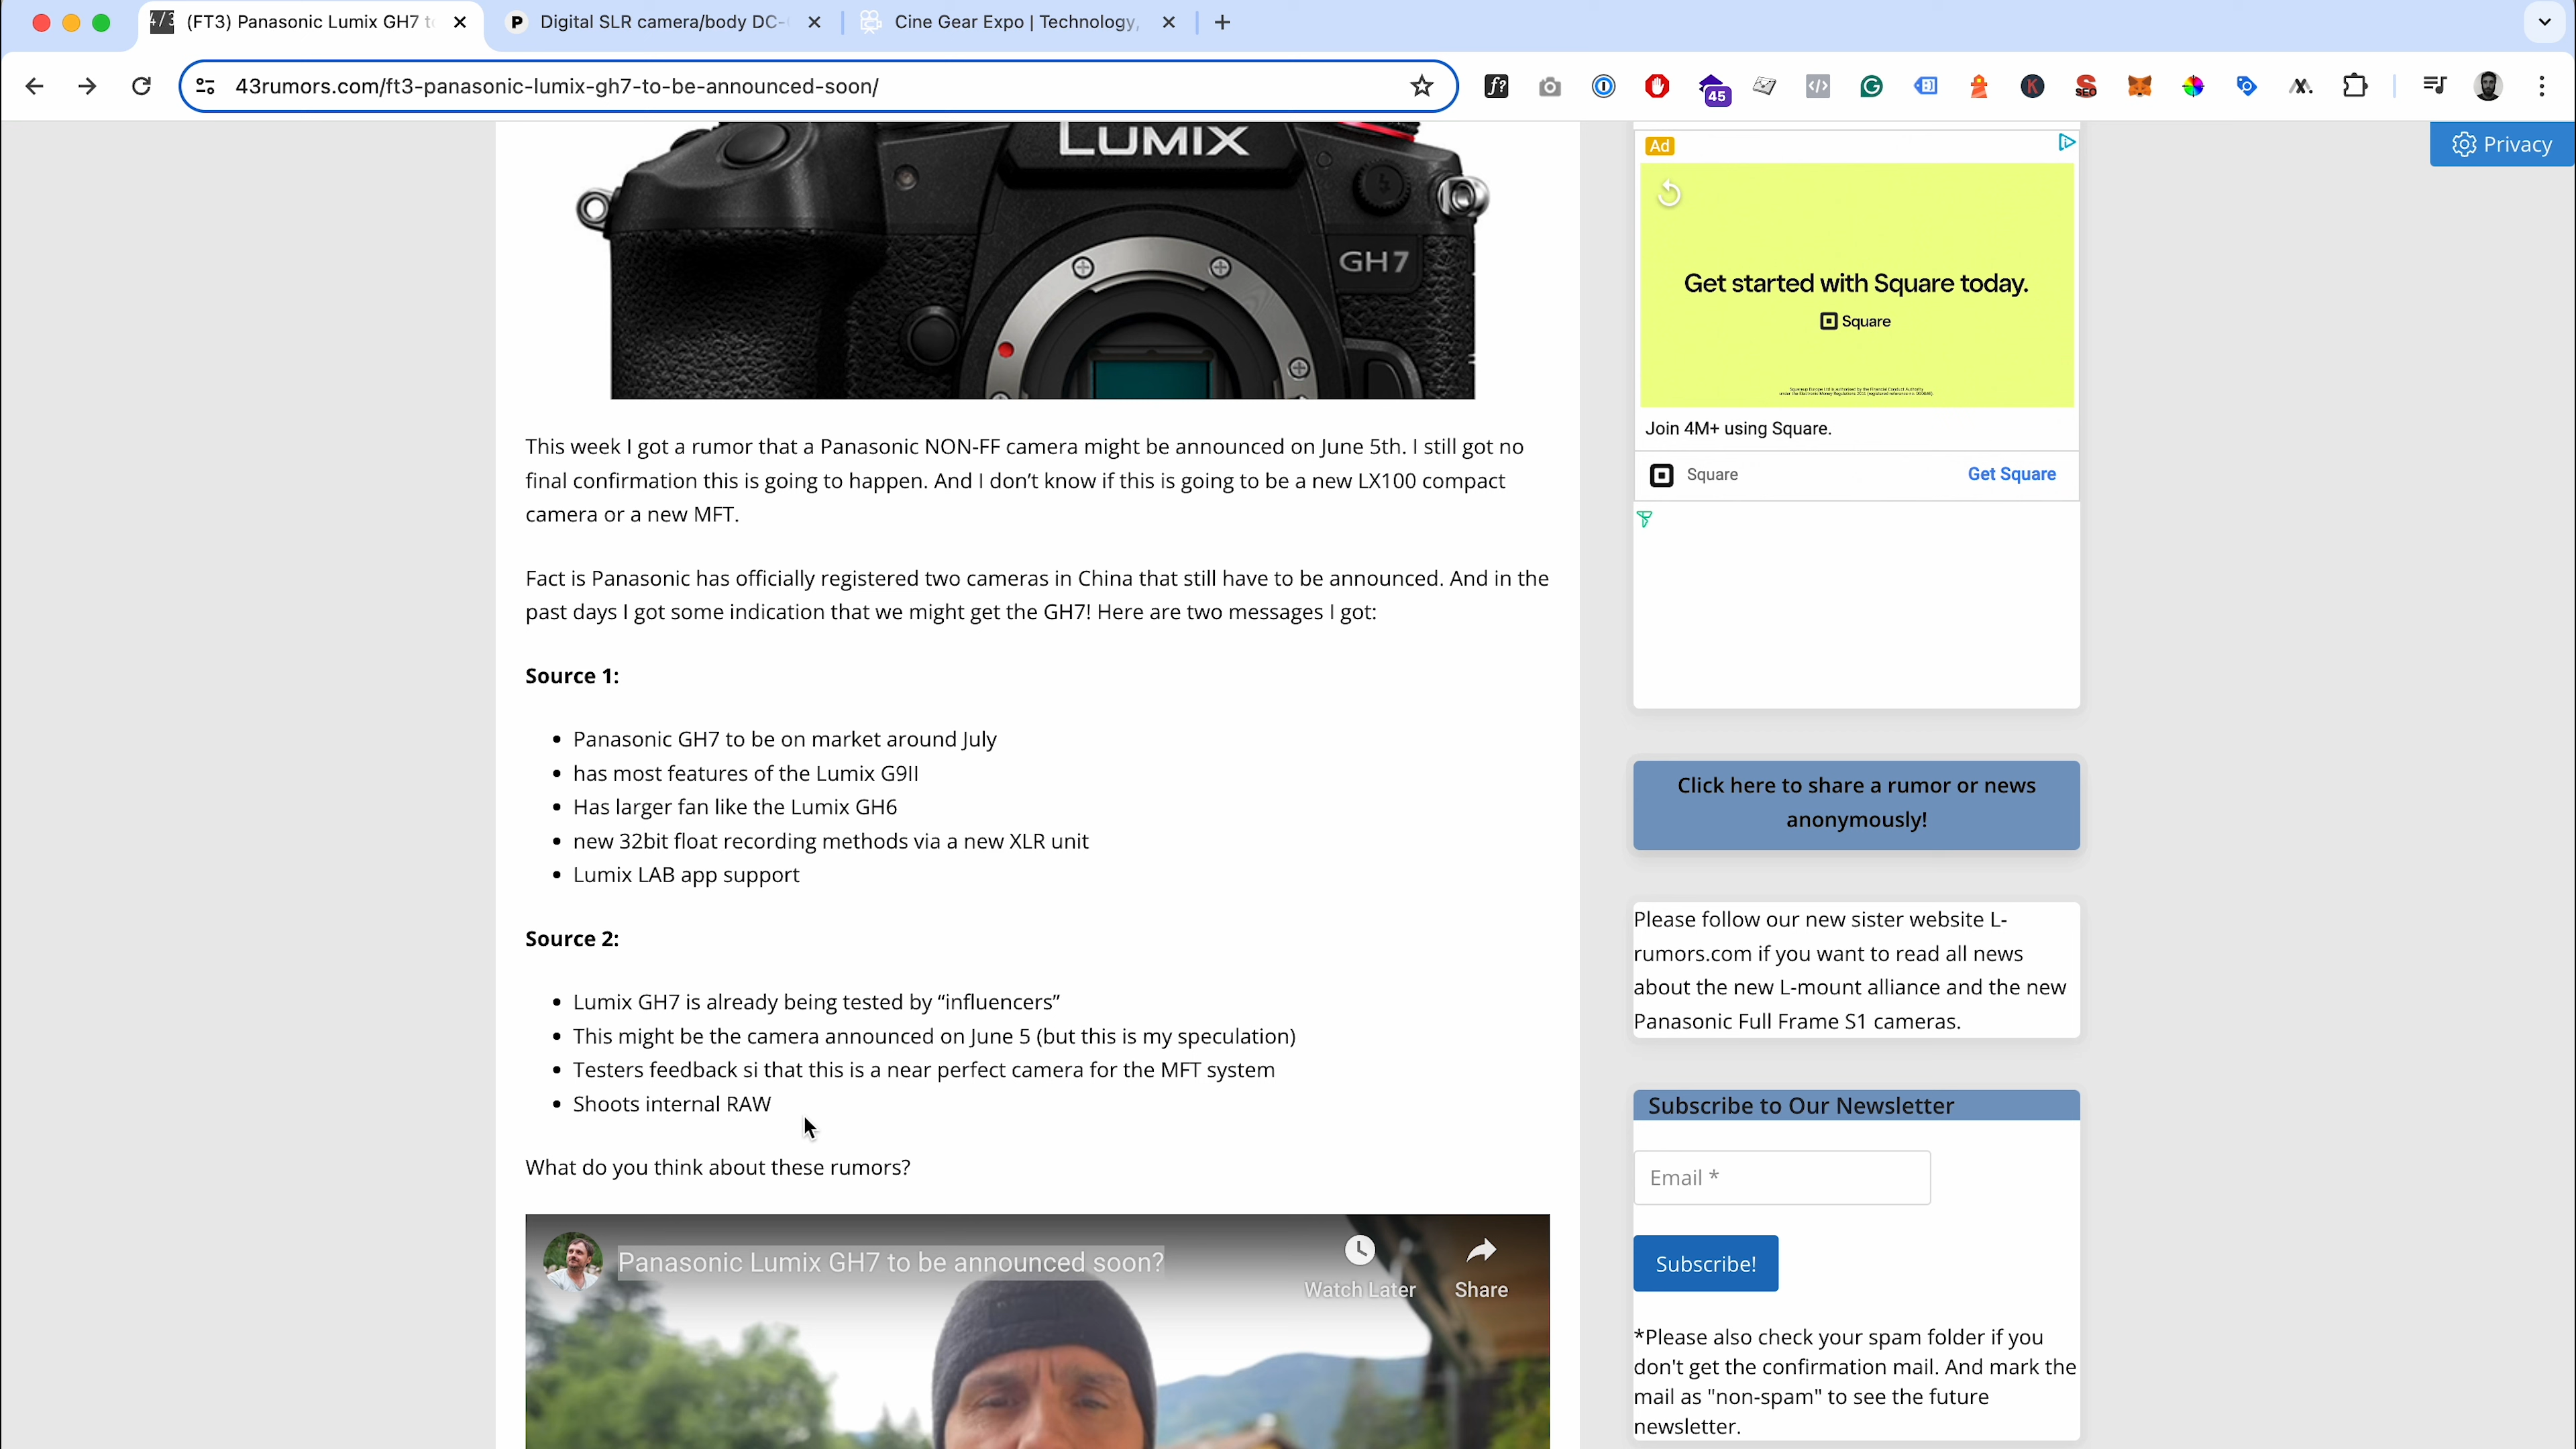 (FT3) Panasonic Lumix GH7 t
Digital SLR camera/body DC-
Cine Gear Expo | Technology,
43rumors.com/ft3-panasonic-lumix-gh7-to-be-announced-soon/
45
LUMIX
GH7
This week I got a rumor that a Panasonic NON-FF camera might be announced on June 5th. I still got no
final confirmation this is going to happen. And I don't know if this is going to be a new LX100 compact
camera or a new MFT.
Fact is Panasonic has officially registered two cameras in China that still have to be announced. And in the
past days I got some indication that we might get the GH7! Here are two messages I got:
Source 1:
• Panasonic GH7 to be on market around July
• has most features of the Lumix G9II
• Has larger fan like the Lumix GH6
• new 32bit float recording methods via a new XLR unit
• Lumix LAB app support
Source 2:
• Lumix GH7 is already being tested by “influencers”
• This might be the camera announced on June 5 (but this is my speculation)
• Testers feedback si that this is a near perfect camera for the MFT system
• Shoots internal RAW
What do you think about these rumors?
Panasonic Lumix GH7 to be announced soon?
Watch Later
Share
Privacy
Ad
Get started with Square today.
Square
Join 4M+ using Square.
Square
Get Square
Click here to share a rumor or news
anonymously!
Please follow our new sister website L-
rumors.com if you want to read all news
about the new L-mount alliance and the new
Panasonic Full Frame S1 cameras.
Subscribe to Our Newsletter
Email *
Subscribe!
*Please also check your spam folder if you
don't get the confirmation mail. And mark the
mail as "non-spam" to see the future
newsletter.